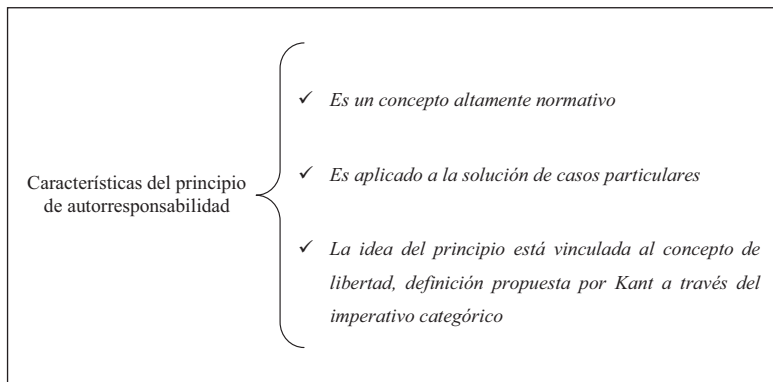 Características del principio
de autorresponsabilidad
✓ Es un concepto altamente normativo
✓ Es aplicado a la solución de casos particulares
✓ La idea del principio está vinculada al concepto de
libertad, definición propuesta por Kant a través del
imperativo categórico